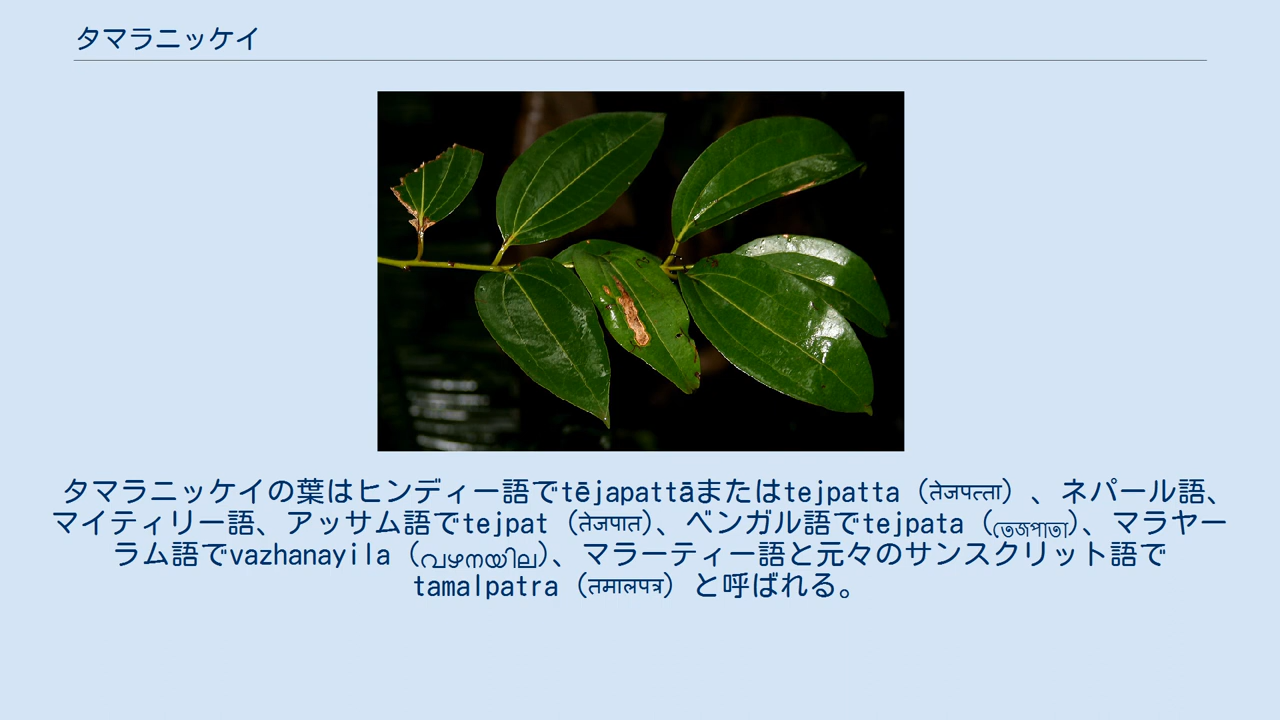 タマラニッケイ
タマラニッケイの葉はヒンディー語でtējapattāまたはtejpatta（तेजपत्ता）、ネパール語、
マイティリー語、アッサム語でtejpat（तेजपात）、ベンガル語でtejpata（তেজপাতা）、マラヤー
ラム語でvazhanayila（വഴനയില）、マラーティー語と元々のサンスクリット語で
tamalpatra（तमालपत्र）と呼ばれる。